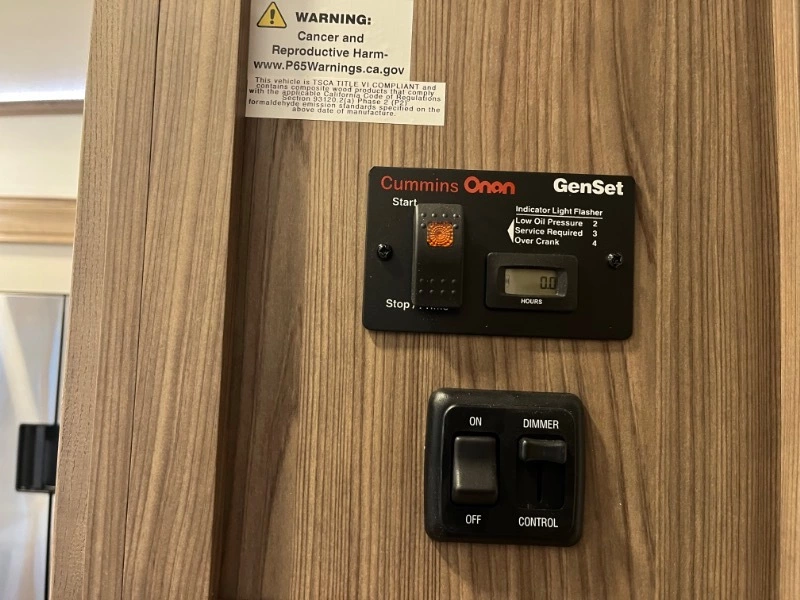 WARNING:
Cancer and
Reproductive Harm-
www.P65Warnings.ca.gov
This vehicle is TSCA TITLE VI COMPLIANT and
contains composite wood products that comply
with the applicable California Code of Regulations
Section 93120.2(a) Phase 2 (P2)
formaldehyde emission standards specified on the
above date of manufacture.
Cummins Onan GenSet
Start
Indicator Light Flasher
Low Oil Pressure 2
Service Required 3
Over Crank 4
0.0
HOURS
Stop
ON DIMMER
OFF CONTROL